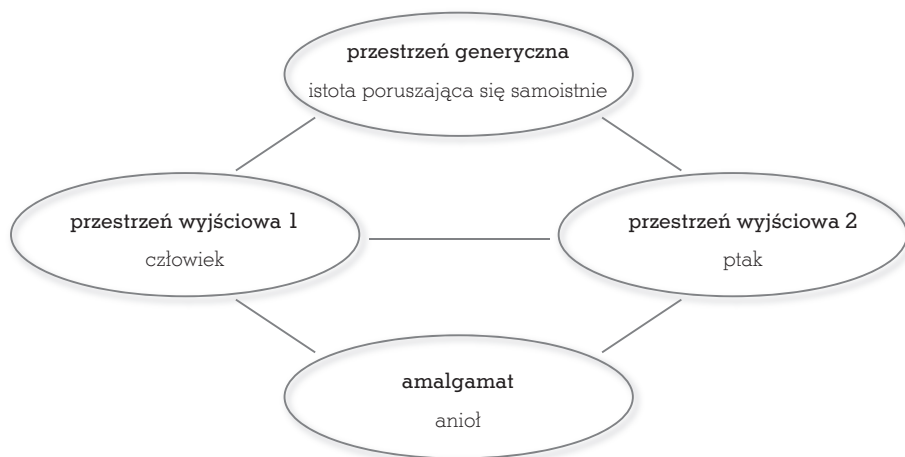 przestrzeń generyczna
istota poruszająca się samoistnie
przestrzeń wyjściowa 1
człowiek
przestrzeń wyjściowa 2
ptak
amalgamat
anioł